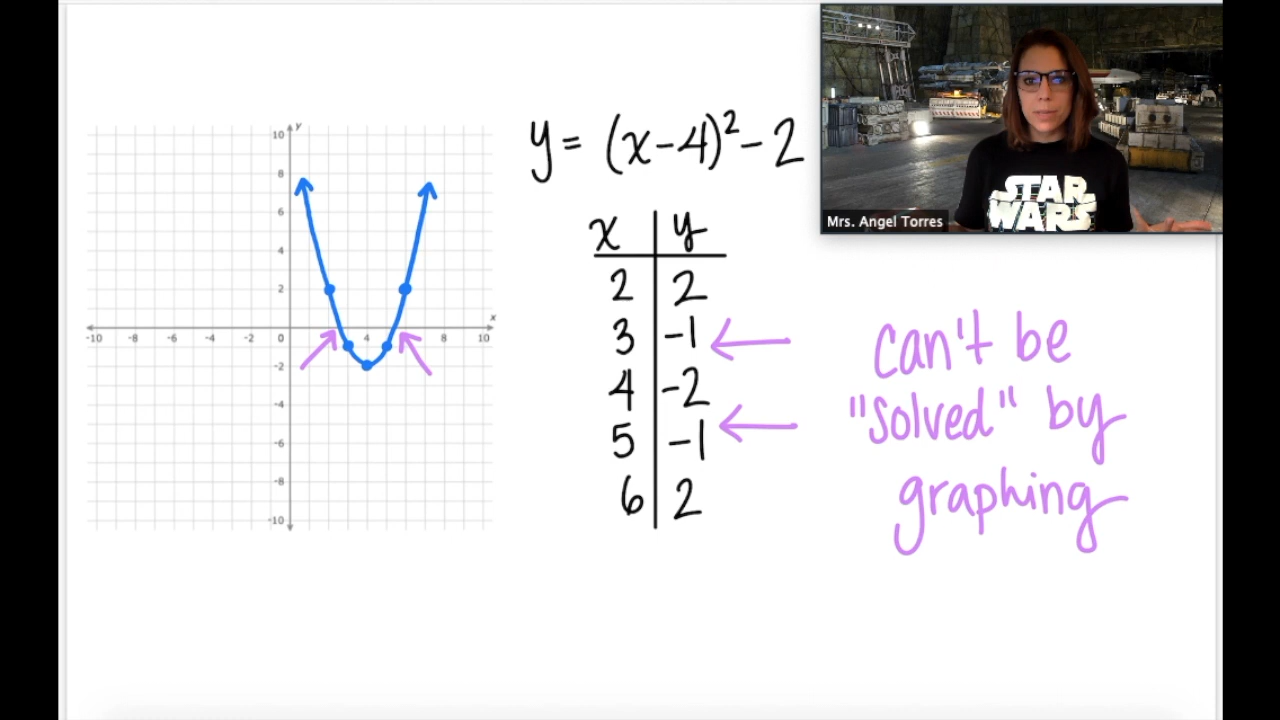 y = (x-4)² - 2
STAR
WARS
Mrs. Angel Torres
y
10
8
6
4
2
x
-10 -8 -6 -4 -2 0 4 8 10
-2
-4
-6
-8
-10
x y
2 2
3 -1
4 -2
5 -1
6 2
can't be
"solved" by
graphing